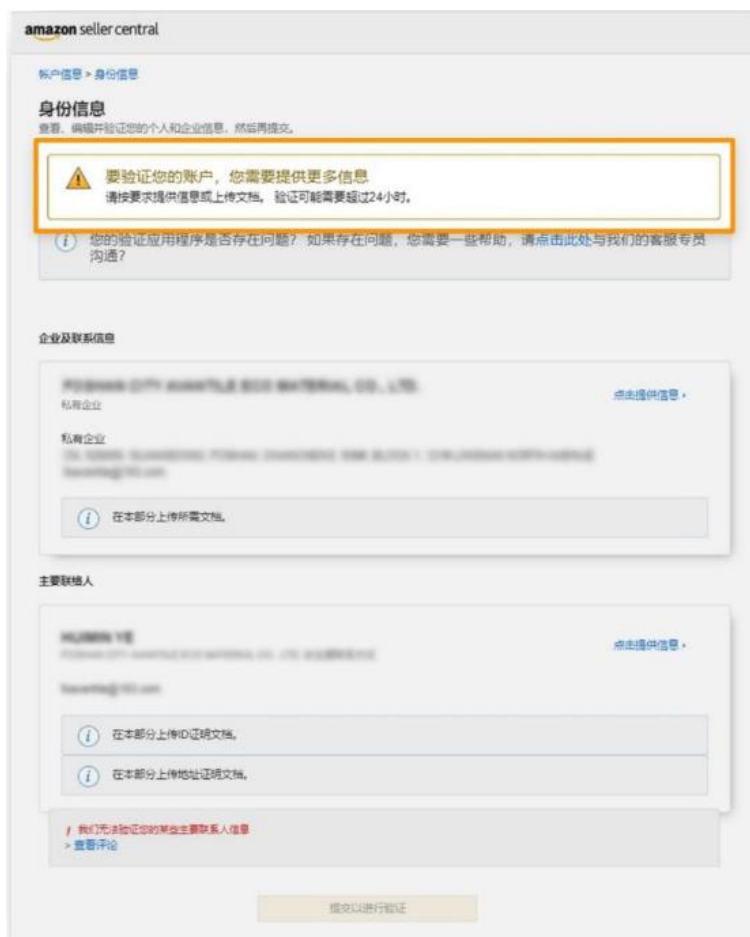 amazon seller central
帐户信息 > 身份信息
身份信息
查看、编辑并验证您的个人和企业信息，然后再提交。
要验证您的账户，您需要提供更多信息
请按要求提供信息或上传文档。 验证可能需要超过24小时。
您的验证应用程序是否存在问题？如果存在问题，您需要一些帮助，请点击此处与我们的客服专员
沟通？
企业及联系信息
点击提供信息
私有企业
私有企业
在本部分上传所需文档。
主要联络人
点击提供信息
在本部分上传ID证明文档。
在本部分上传地址证明文档。
! 我们无法验证您的某些主要联系人信息
> 查看评论
提交以进行验证